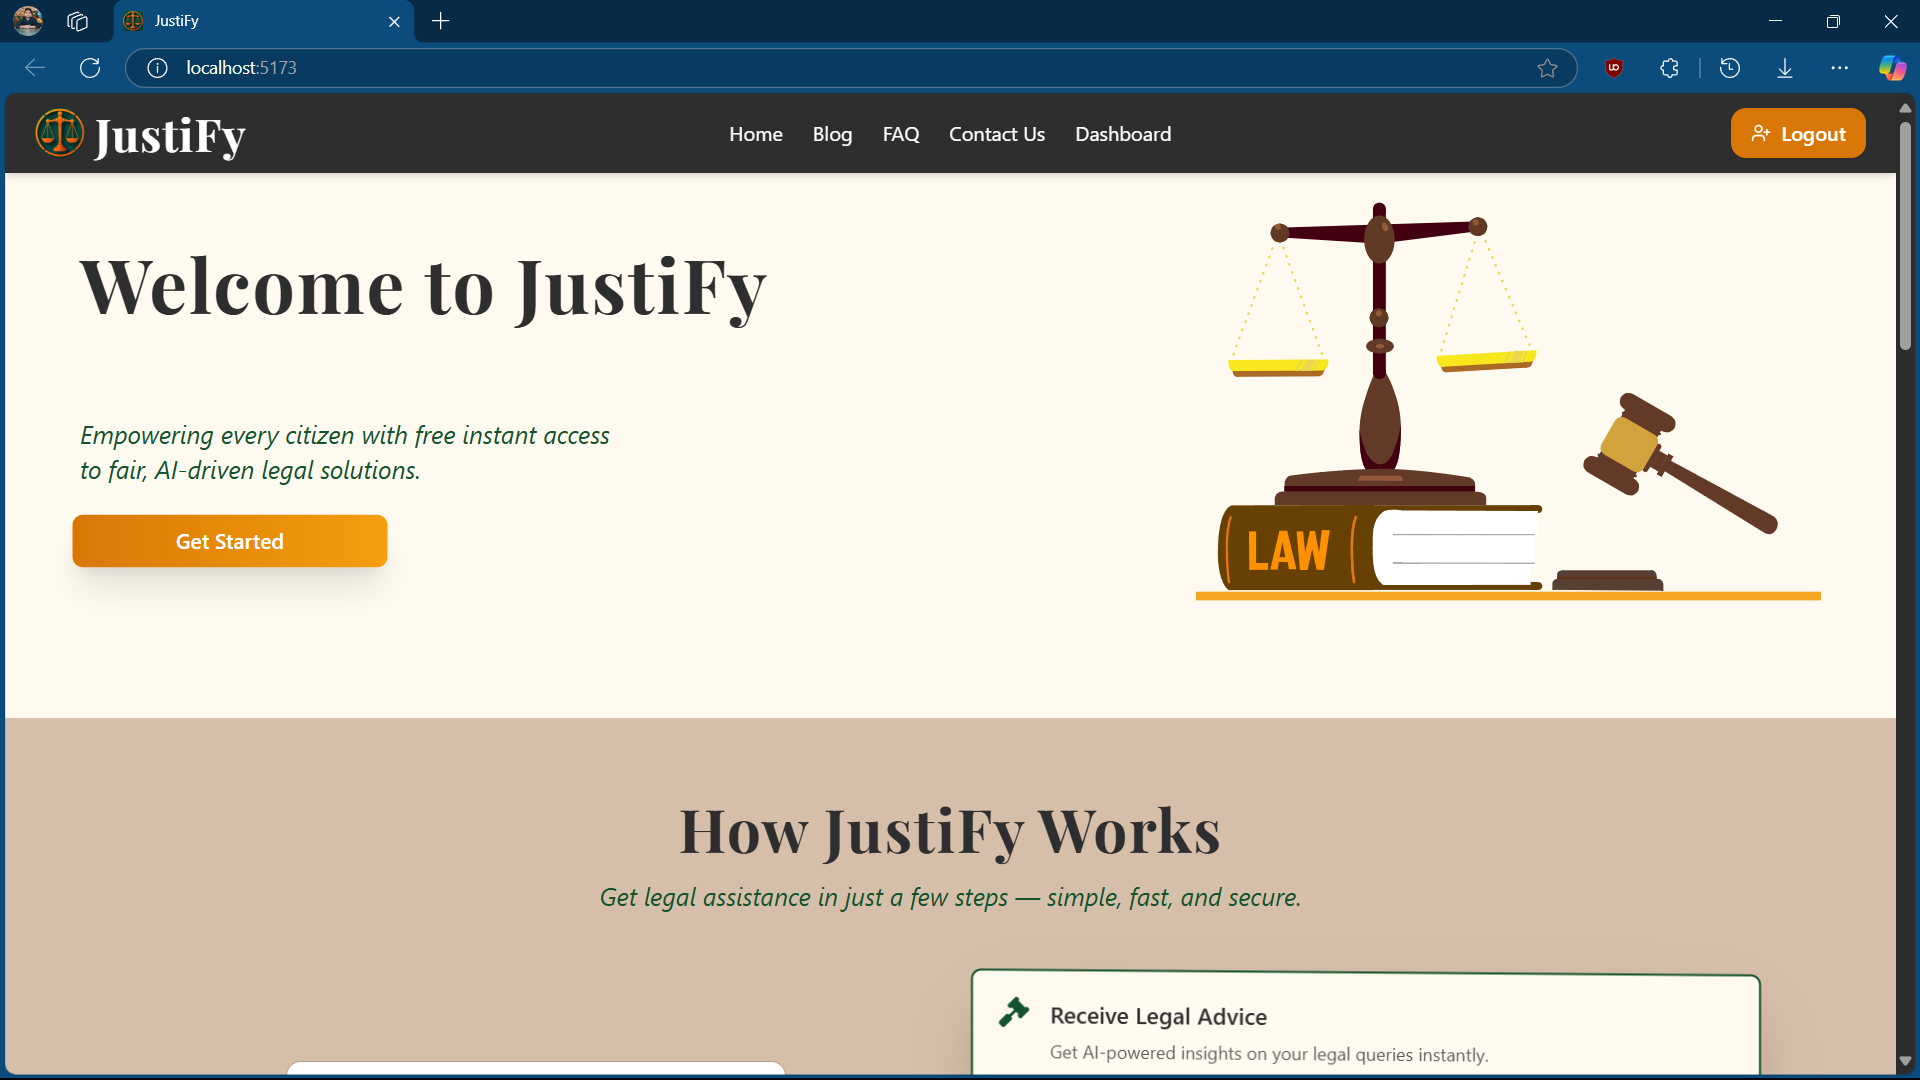 JustiFy
localhost:5173
JustiFy
Home Blog FAQ Contact Us Dashboard
Logout
Welcome to JustiFy
Empowering every citizen with free instant access
to fair, AI-driven legal solutions.
Get Started
LAW
How JustiFy Works
Get legal assistance in just a few steps — simple, fast, and secure.
Receive Legal Advice
Get AI-powered insights on your legal queries instantly.